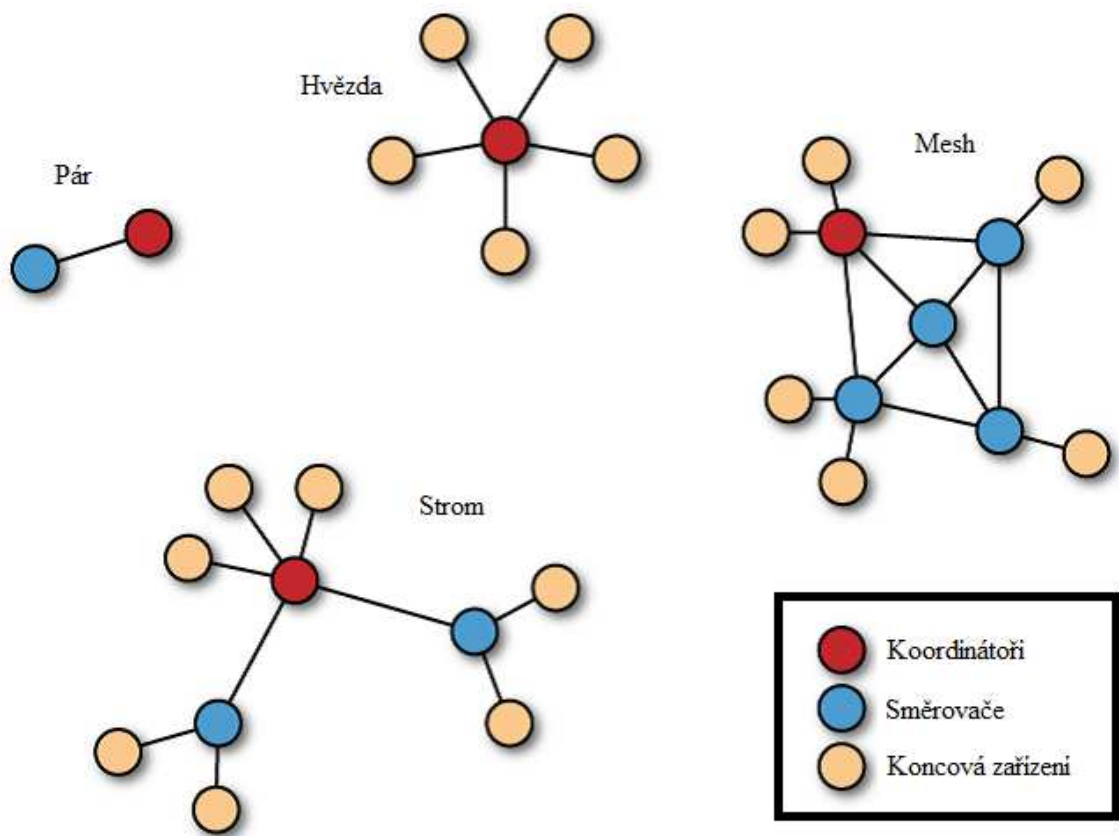 Hvězda
Mesh
Pár
Strom
Koordinátoři
Směrovače
Koncová zařízení